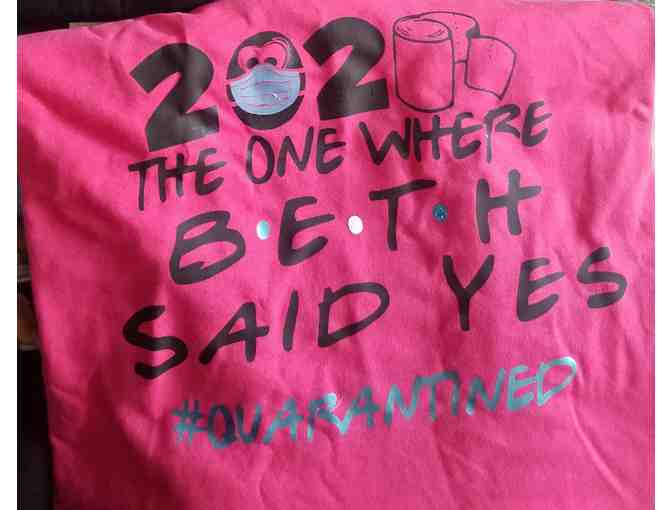 2020
THE ONE WHERE
B•E•T•H
SAID YES
#QUARANTINED